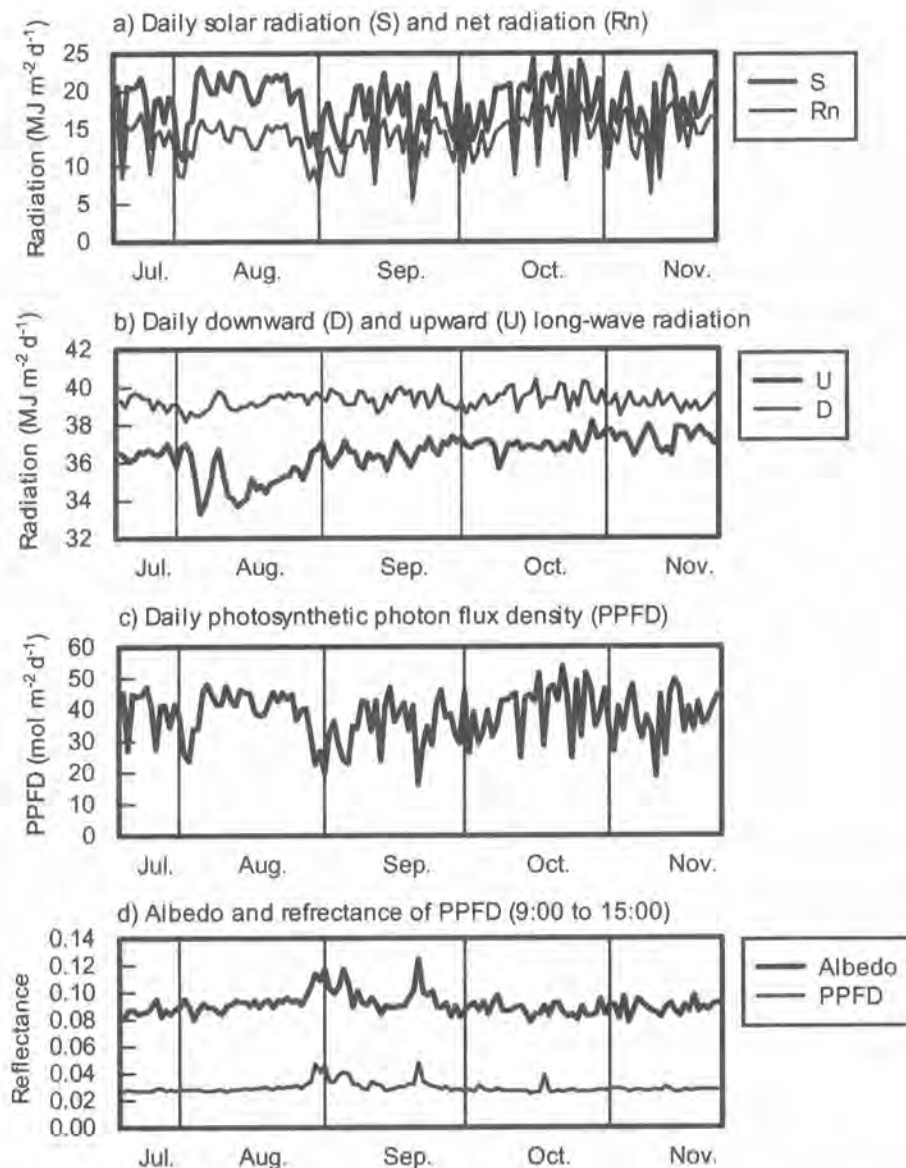 a) Daily solar radiation (S) and net radiation (Rn)
Radiation (MJ m-2 d-1)
25
20
15
10
5
0
S
Rn
Jul. Aug. Sep. Oct. Nov.
b) Daily downward (D) and upward (U) long-wave radiation
Radiation (MJ m-2 d-1)
42
40
38
36
34
32
U
D
Jul. Aug. Sep. Oct. Nov.
c) Daily photosynthetic photon flux density (PPFD)
PPFD (mol m-2 d-1)
60
50
40
30
20
10
0
Jul. Aug. Sep. Oct. Nov.
d) Albedo and refrectance of PPFD (9:00 to 15:00)
Reflectance
0.14
0.12
0.10
0.08
0.06
0.04
0.02
0.00
Albedo
PPFD
Jul. Aug. Sep. Oct. Nov.